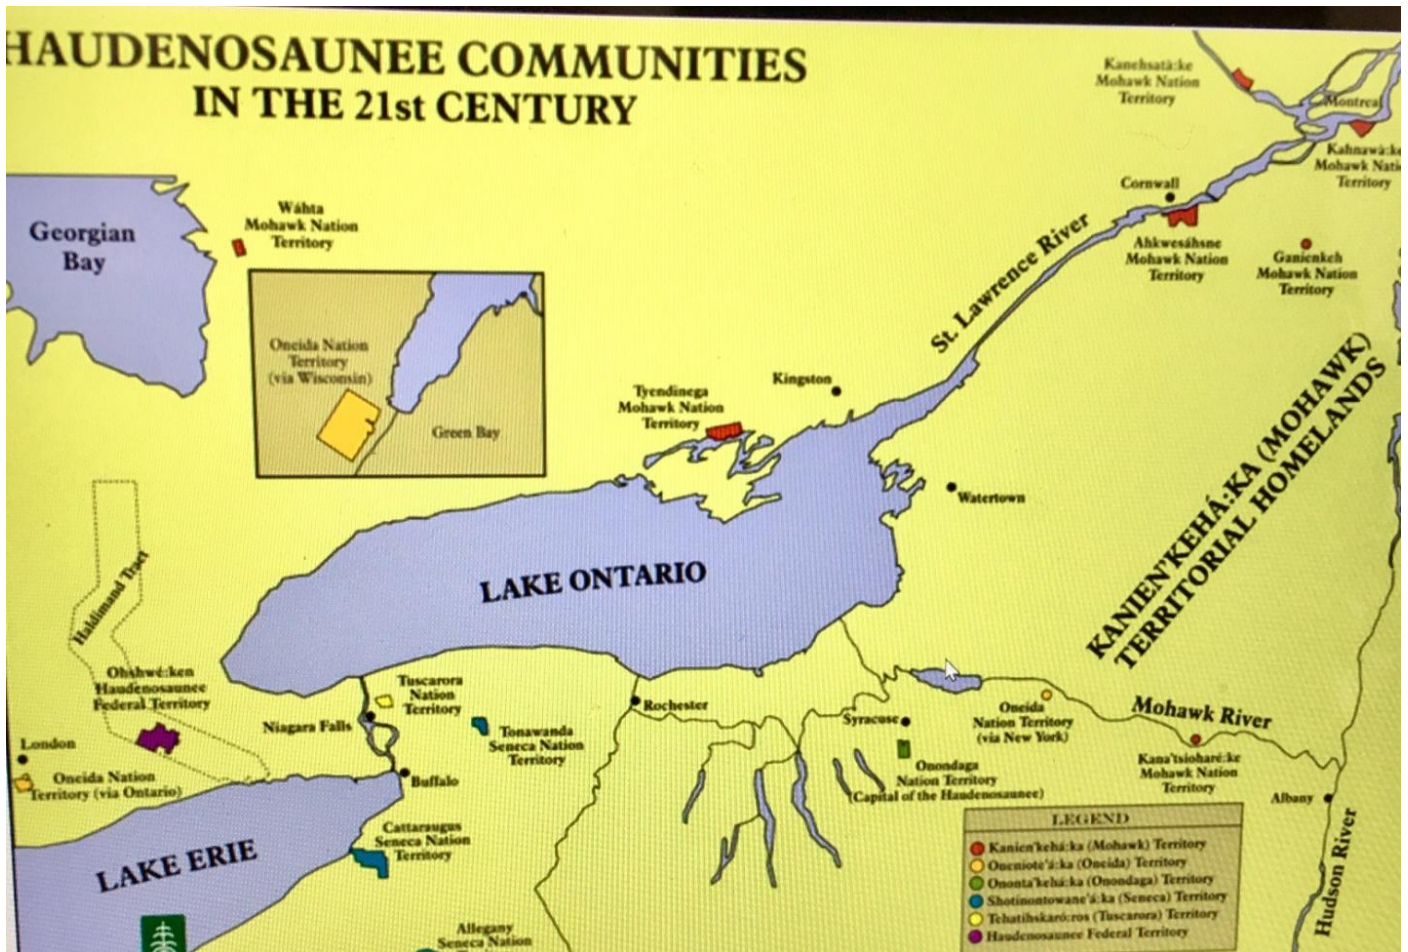 HAUDENOSAUNEE COMMUNITIES
IN THE 21st CENTURY
Kanehsatà:ke
Mohawk Nation
Territory
Montreal
Kahnawà:ke
Mohawk Nati
Territory
Cornwall
Ahkwesáhsne
Mohawk Nation
Territory
Ganienkeh
Mohawk Nation
Territory
Georgian
Bay
Wáhta
Mohawk Nation
Territory
St. Lawrence River
Oneida Nation
Territory
(via Wisconsin)
Green Bay
Tyendinega
Mohawk Nation
Territory
Kingston
Watertown
KANIEN'KEHÁ:KA (MOHAWK)
TERRITORIAL HOMELANDS
LAKE ONTARIO
Haldimand Tract
Ohshwé:ken
Haudenosaunee
Federal Territory
London
Oneida Nation
Territory (via Ontario)
Niagara Falls
Tuscarora
Nation
Territory
Tonawanda
Seneca Nation
Territory
Rochester
Buffalo
Syracuse
Onondaga
Nation Territory
(Capital of the Haudenosaunee)
Oneida
Nation Territory
(via New York)
Mohawk River
Kana'tsioharé:ke
Mohawk Nation
Territory
Albany
Hudson River
LAKE ERIE
Cattaraugus
Seneca Nation
Territory
Allegany
Seneca Nation
LEGEND
Kanien'kehá:ka (Mohawk) Territory
Oneniote'á:ka (Oneida) Territory
Ononta'kehá:ka (Onondaga) Territory
Shotinontowane'á:ka (Seneca) Territory
Tehatihskaró:ros (Tuscarora) Territory
Haudenosaunee Federal Territory